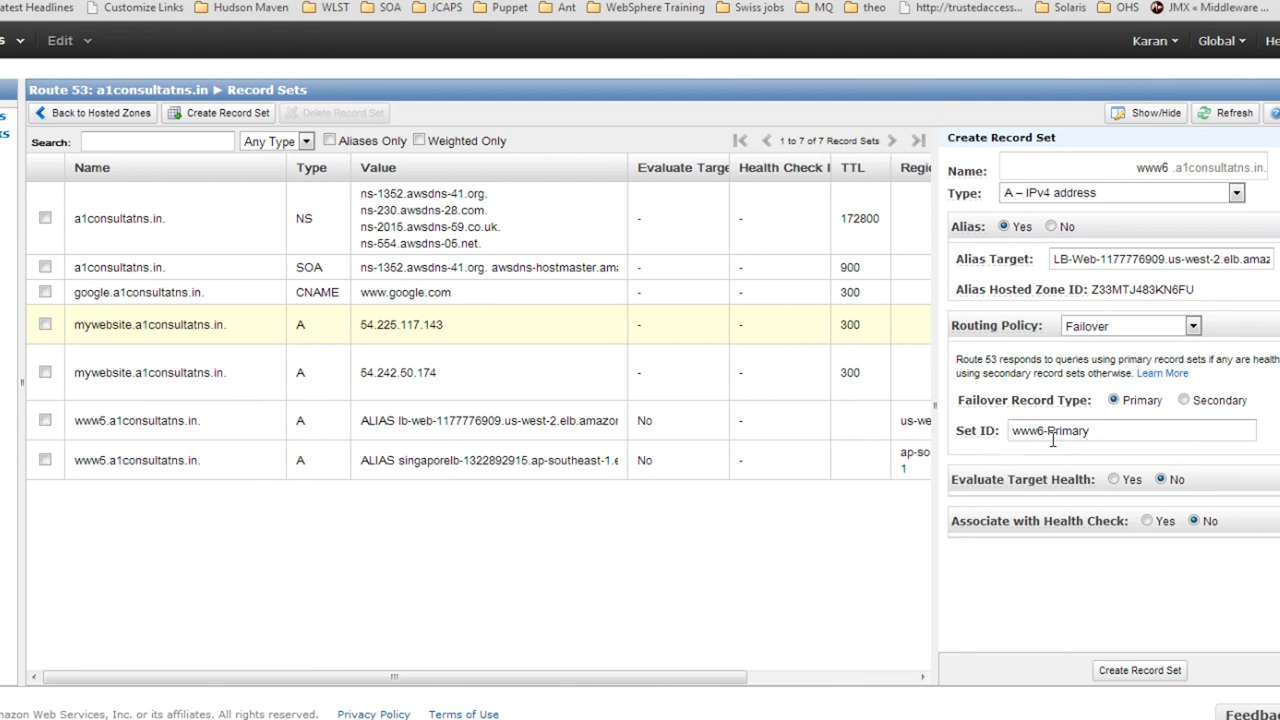 atest Headlines Customize Links Hudson Maven WLST SOA JCAPS Puppet Ant WebSphere Training Swiss jobs MQ theo http://trustedaccess... Solaris OHS JMX « Middleware ...
s Edit Karan Global He
Route 53: a1consultatns.in ▸ Record Sets
Back to Hosted Zones Create Record Set Delete Record Set Show/Hide Refresh
s
ks
Search: Any Type Aliases Only Weighted Only 1 to 7 of 7 Record Sets
Name Type Value Evaluate Targe Health Check I TTL Regio
a1consultatns.in. NS ns-1352.awsdns-41.org. - - 172800
ns-230.awsdns-28.com.
ns-2015.awsdns-59.co.uk.
ns-554.awsdns-05.net.
a1consultatns.in. SOA ns-1352.awsdns-41.org. awsdns-hostmaster.ama - - 900
google.a1consultatns.in. CNAME www.google.com - - 300
mywebsite.a1consultatns.in. A 54.225.117.143 - - 300
mywebsite.a1consultatns.in. A 54.242.50.174 - - 300
www5.a1consultatns.in. A ALIAS lb-web-1177776909.us-west-2.elb.amazor No - us-we
www5.a1consultatns.in. A ALIAS singaporelb-1322892915.ap-southeast-1.e No - ap-so
1
Create Record Set
Name: www6 .a1consultatns.in.
Type: A – IPv4 address
Alias: Yes No
Alias Target: LB-Web-1177776909.us-west-2.elb.amaz
Alias Hosted Zone ID: Z33MTJ483KN6FU
Routing Policy: Failover
Route 53 responds to queries using primary record sets if any are health
using secondary record sets otherwise. Learn More
Failover Record Type: Primary Secondary
Set ID: www6-Primary
Evaluate Target Health: Yes No
Associate with Health Check: Yes No
Create Record Set
mazon Web Services, Inc. or its affiliates. All rights reserved. Privacy Policy Terms of Use Feedba